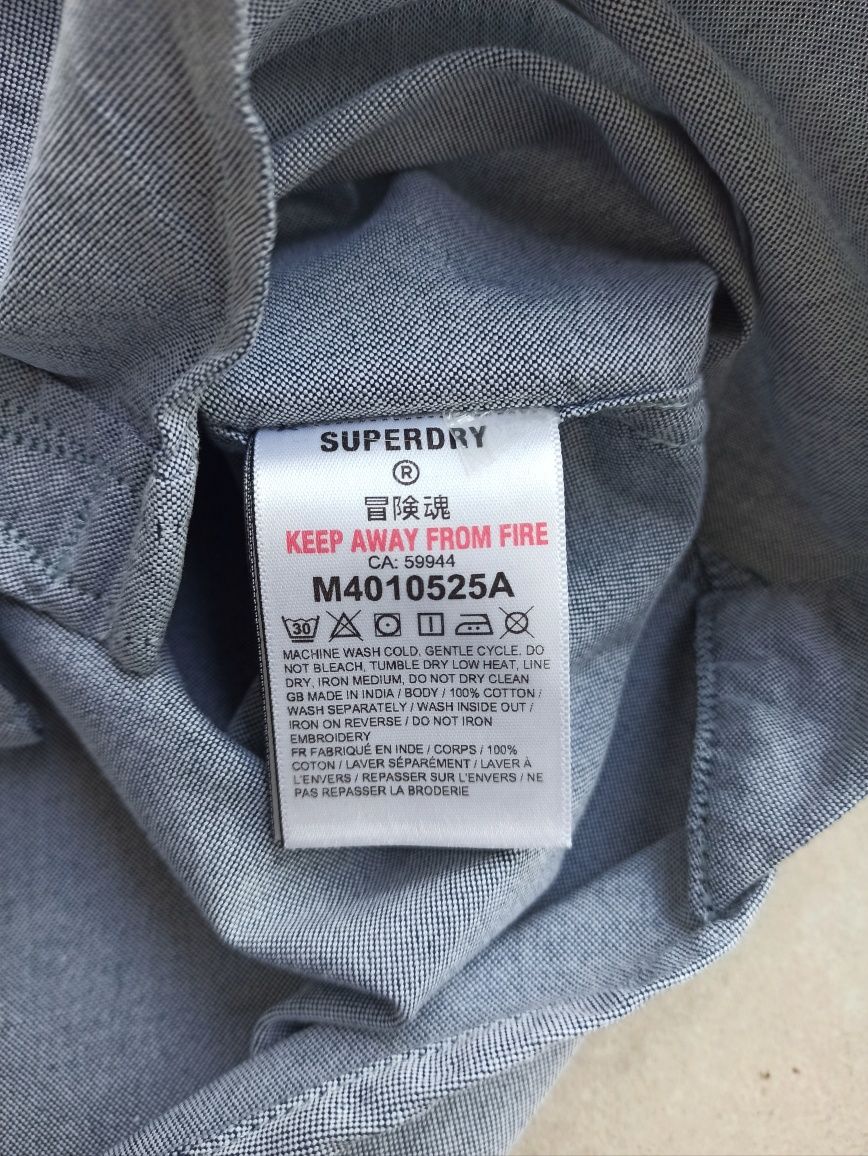 SUPERDRY
®
冒険魂
KEEP AWAY FROM FIRE
CA: 59944
M4010525A
30
MACHINE WASH COLD, GENTLE CYCLE, DO
NOT BLEACH, TUMBLE DRY LOW HEAT, LINE
DRY, IRON MEDIUM, DO NOT DRY CLEAN
GB MADE IN INDIA / BODY / 100% COTTON /
WASH SEPARATELY / WASH INSIDE OUT /
IRON ON REVERSE / DO NOT IRON
EMBROIDERY
FR FABRIQUÉ EN INDE / CORPS / 100%
COTON / LAVER SÉPARÉMENT / LAVER À
L'ENVERS / REPASSER SUR L'ENVERS / NE
PAS REPASSER LA BRODERIE